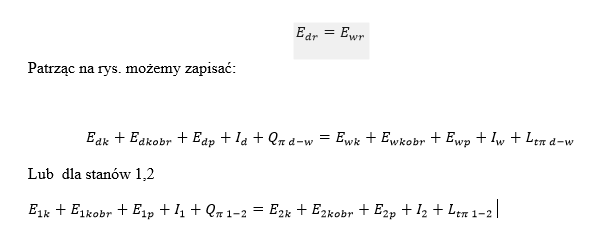 E_{dr} = E_{wr}
Patrząc na rys. możemy zapisać:
E_{dk} + E_{dkobr} + E_{dp} + I_d + Q_{π d−w} = E_{wk} + E_{wkobr} + E_{wp} + I_w + L_{tπ d−w}
Lub dla stanów 1,2
E_{1k} + E_{1kobr} + E_{1p} + I_1 + Q_{π 1−2} = E_{2k} + E_{2kobr} + E_{2p} + I_2 + L_{tπ 1−2}